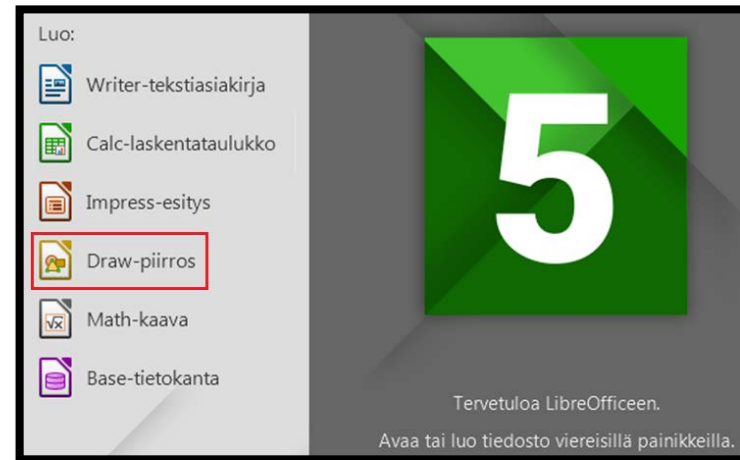 Luo:
Writer-tekstiasiakirja
Calc-laskentataulukko
Impress-esitys
Draw-piirros
Math-kaava
Base-tietokanta
5
Tervetuloa LibreOfficeen.
Avaa tai luo tiedosto viereisillä painikkeilla.